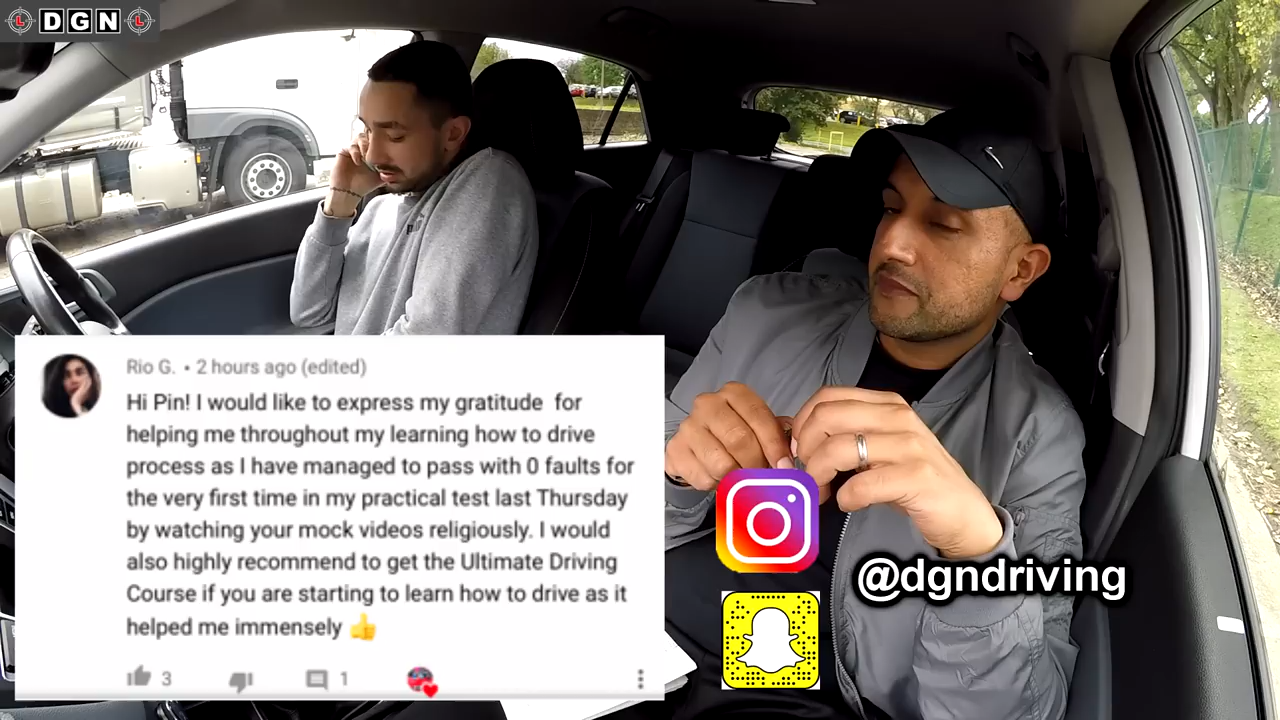 L DGN L
Rio G. • 2 hours ago (edited)
Hi Pin! I would like to express my gratitude  for
helping me throughout my learning how to drive
process as I have managed to pass with 0 faults for
the very first time in my practical test last Thursday
by watching your mock videos religiously. I would
also highly recommend to get the Ultimate Driving
Course if you are starting to learn how to drive as it
helped me immensely 👍
3
1
@dgndriving